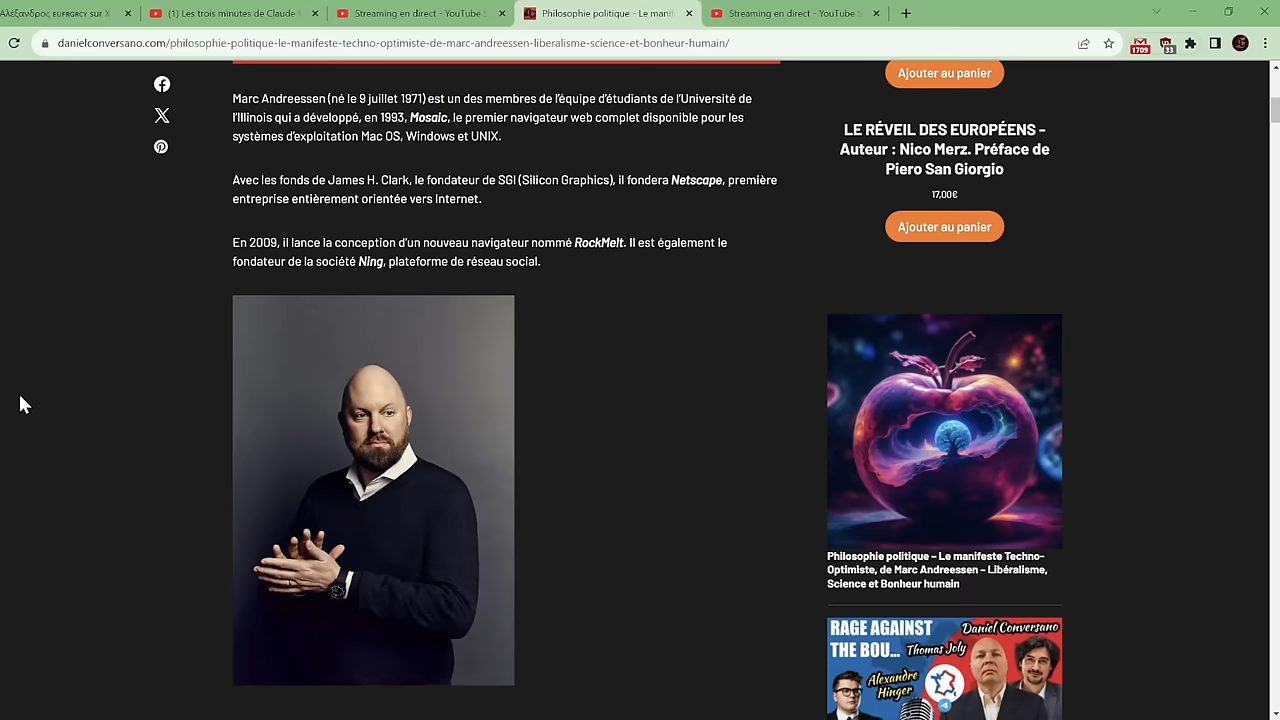 Αλέξανδρος ᴇᴜғʀɢʀᴄʏ sur X
(1) Les trois minutes de Claude
Streaming en direct - YouTube S
Philosophie politique - Le manif
Streaming en direct - YouTube S
danielconversano.com/philosophie-politique-le-manifeste-techno-optimiste-de-marc-andreessen-liberalisme-science-et-bonheur-humain/
1709
33
Marc Andreessen (né le 9 juillet 1971) est un des membres de l'équipe d'étudiants de l'Université de
l'Illinois qui a développé, en 1993, Mosaic, le premier navigateur web complet disponible pour les
systèmes d'exploitation Mac OS, Windows et UNIX.
Avec les fonds de James H. Clark, le fondateur de SGI (Silicon Graphics), il fondera Netscape, première
entreprise entièrement orientée vers Internet.
En 2009, il lance la conception d'un nouveau navigateur nommé RockMelt. Il est également le
fondateur de la société Ning, plateforme de réseau social.
Ajouter au panier
LE RÉVEIL DES EUROPÉENS -
Auteur : Nico Merz. Préface de
Piero San Giorgio
17,00€
Ajouter au panier
Philosophie politique – Le manifeste Techno-
Optimiste, de Marc Andreessen – Libéralisme,
Science et Bonheur humain
RAGE AGAINST
THE BOU...
Daniel Conversano
Thomas Joly
Alexandre
Hinger